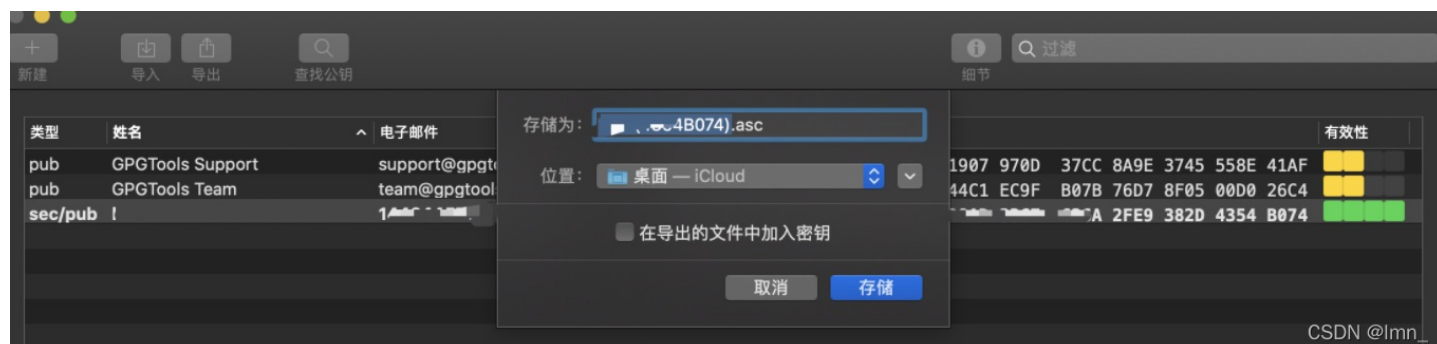 新建
导入
导出
查找公钥
细节
过滤
存储为：
4B074).asc
位置：
桌面 — iCloud
在导出的文件中加入密钥
取消
存储
类型 姓名 电子邮件 有效性
pub GPGTools Support support@gpgt 1907 970D 37CC 8A9E 3745 558E 41AF
pub GPGTools Team team@gpgtool 44C1 EC9F B07B 76D7 8F05 00D0 26C4
sec/pub 2FE9 382D 4354 B074
CSDN @lmn_